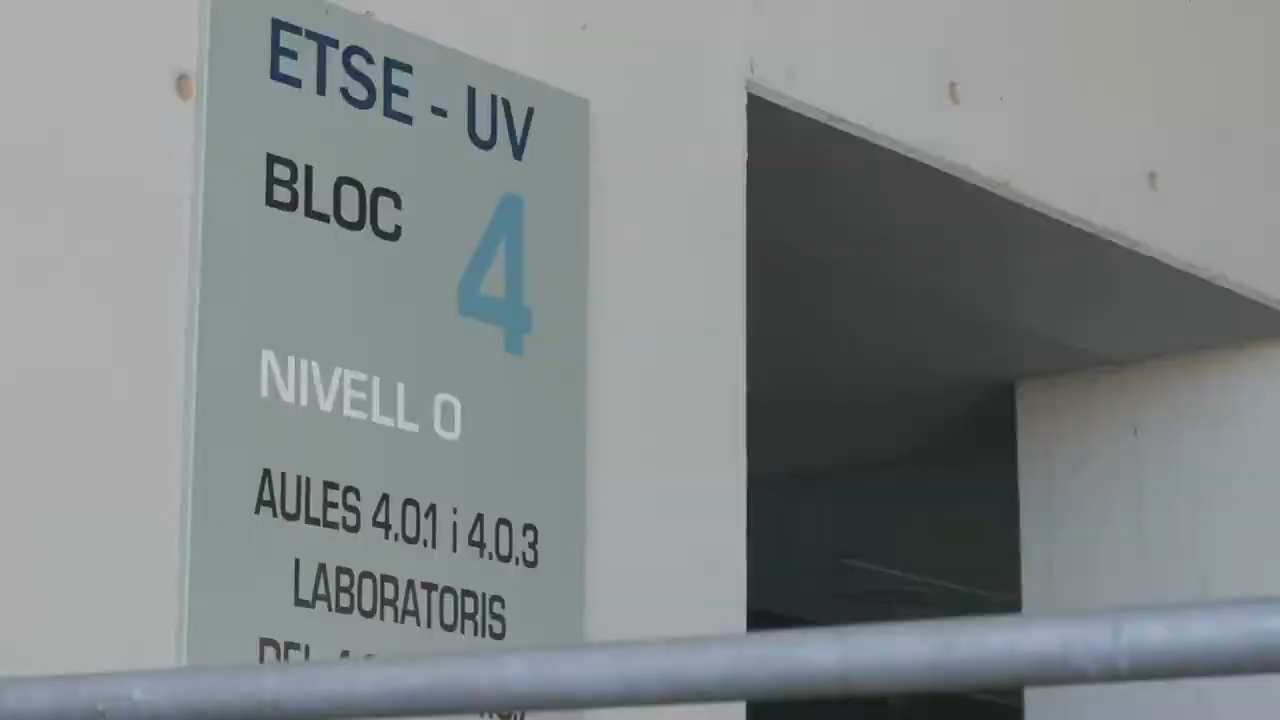 ETSE - UV
BLOC 4
NIVELL 0
AULES 4.0.1 i 4.0.3
LABORATORIS